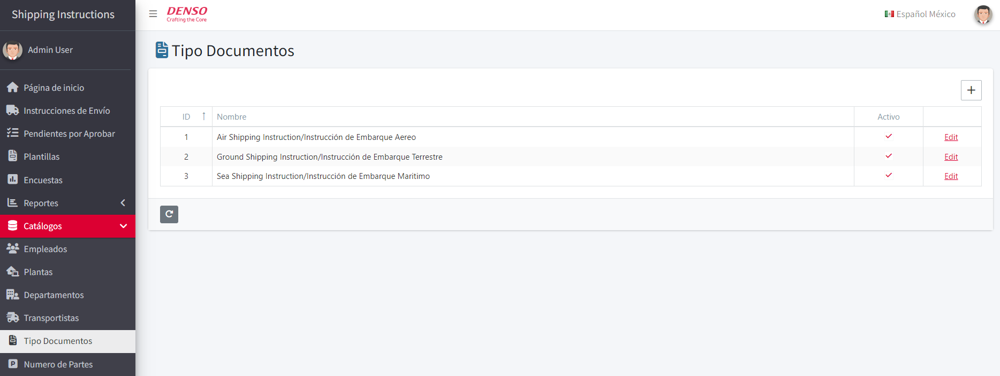 Shipping Instructions
DENSO
Crafting the Core
Español México
Admin User
Página de inicio
Instrucciones de Envío
Pendientes por Aprobar
Plantillas
Encuestas
Reportes
Catálogos
Empleados
Plantas
Departamentos
Transportistas
Tipo Documentos
Numero de Partes
Tipo Documentos
ID ↑ Nombre Activo
1 Air Shipping Instruction/Instrucción de Embarque Aereo Edit
2 Ground Shipping Instruction/Instrucción de Embarque Terrestre Edit
3 Sea Shipping Instruction/Instrucción de Embarque Maritimo Edit